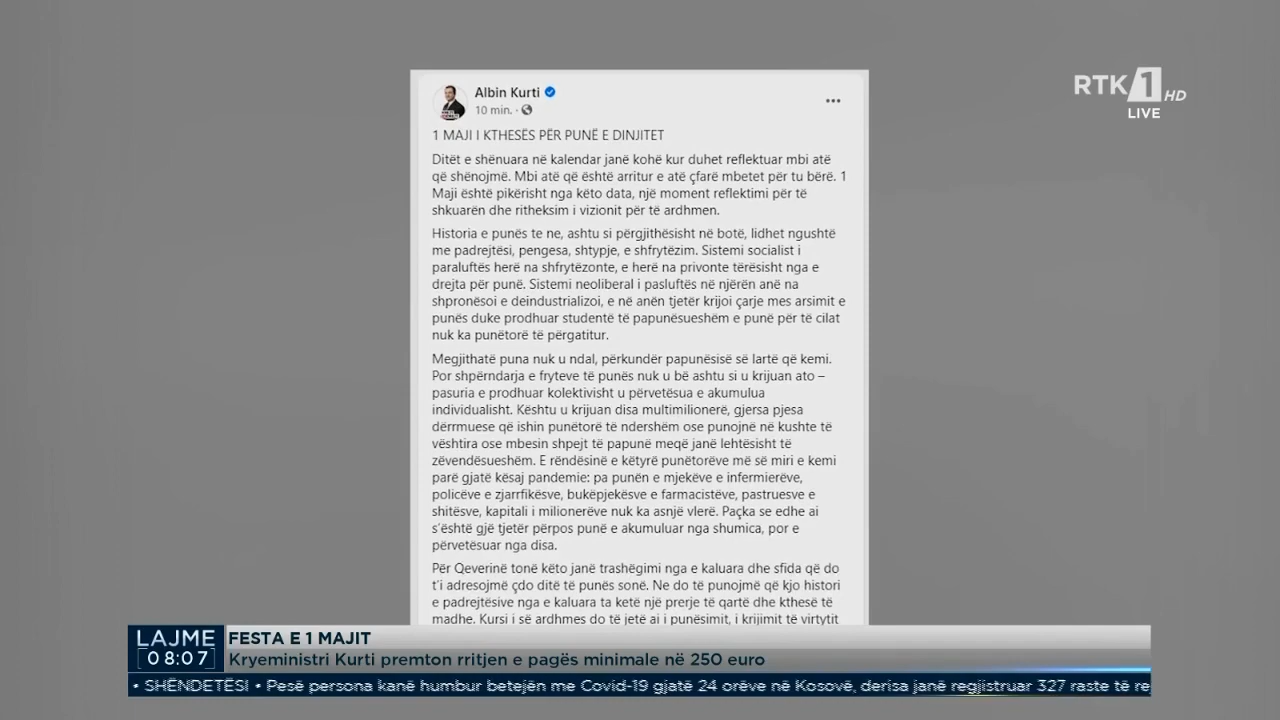 RTK 1 HD
LIVE
Albin Kurti
10 min. ·
1 MAJI I KTHESËS PËR PUNË E DINJITET
Ditët e shënuara në kalendar janë kohë kur duhet reflektuar mbi atë
që shënojmë. Mbi atë që është arritur e atë çfarë mbetet për tu bërë. 1
Maji është pikërisht nga këto data, një moment reflektimi për të
shkuarën dhe ritheksim i vizionit për të ardhmen.
Historia e punës te ne, ashtu si përgjithësisht në botë, lidhet ngushtë
me padrejtësi, pengesa, shtypje, e shfrytëzim. Sistemi socialist i
paraluftës herë na shfrytëzonte, e herë na privonte tërësisht nga e
drejta për punë. Sistemi neoliberal i pasluftës në njërën anë na
shpronësoi e deindustrializoi, e në anën tjetër krijoi çarje mes arsimit e
punës duke prodhuar studentë të papunësueshëm e punë për të cilat
nuk ka punëtorë të përgatitur.
Megjithatë puna nuk u ndal, përkundër papunësisë së lartë që kemi.
Por shpërndarja e fryteve të punës nuk u bë ashtu si u krijuan ato –
pasuria e prodhuar kolektivisht u përvetësua e akumulua
individualisht. Kështu u krijuan disa multimilionerë, gjersa pjesa
dërrmuese që ishin punëtorë të ndershëm ose punojnë në kushte të
vështira ose mbesin shpejt të papunë meqë janë lehtësisht të
zëvendësueshëm. E rëndësinë e këtyrë punëtorëve më së miri e kemi
parë gjatë kësaj pandemie: pa punën e mjekëve e infermierëve,
policëve e zjarrfikësve, bukëpjekësve e farmacistëve, pastruesve e
shitësve, kapitali i milionerëve nuk ka asnjë vlerë. Paçka se edhe ai
s'është gjë tjetër përpos punë e akumuluar nga shumica, por e
përvetësuar nga disa.
Për Qeverinë tonë këto janë trashëgimi nga e kaluara dhe sfida që do
t'i adresojmë çdo ditë të punës sonë. Ne do të punojmë që kjo histori
e padrejtësive nga e kaluara ta ketë një prerje të qartë dhe kthesë të
madhe. Kursi i së ardhmes do të jetë ai i punësimit, i krijimit të virtytit
LAJME
08:07
FESTA E 1 MAJIT
Kryeministri Kurti premton rritjen e pagës minimale në 250 euro
• SHËNDETËSI • Pesë persona kanë humbur betejën me Covid-19 gjatë 24 orëve në Kosovë, derisa janë regjistruar 327 raste të re